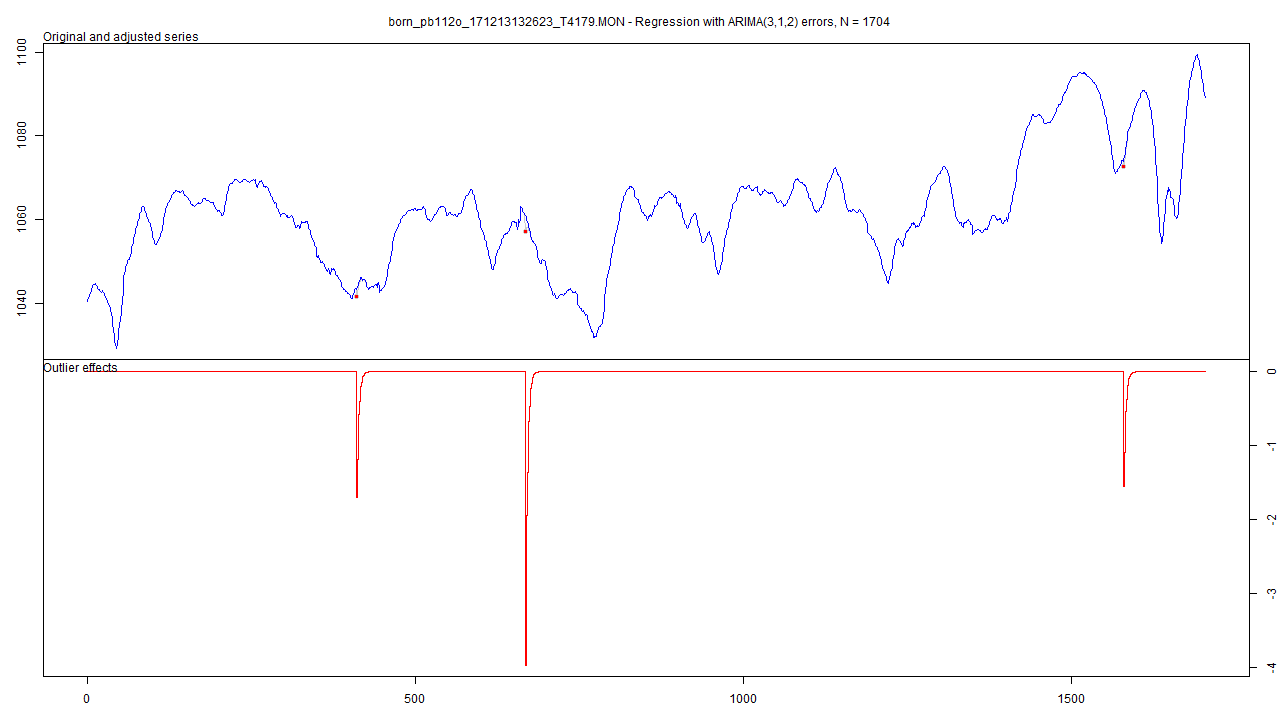 born_pb112o_171213132623_T4179.MON - Regression with ARIMA(3,1,2) errors, N = 1704
Original and adjusted series
1100
1080
1060
1040
Outlier effects
0
-1
-2
-3
-4
0 500 1000 1500